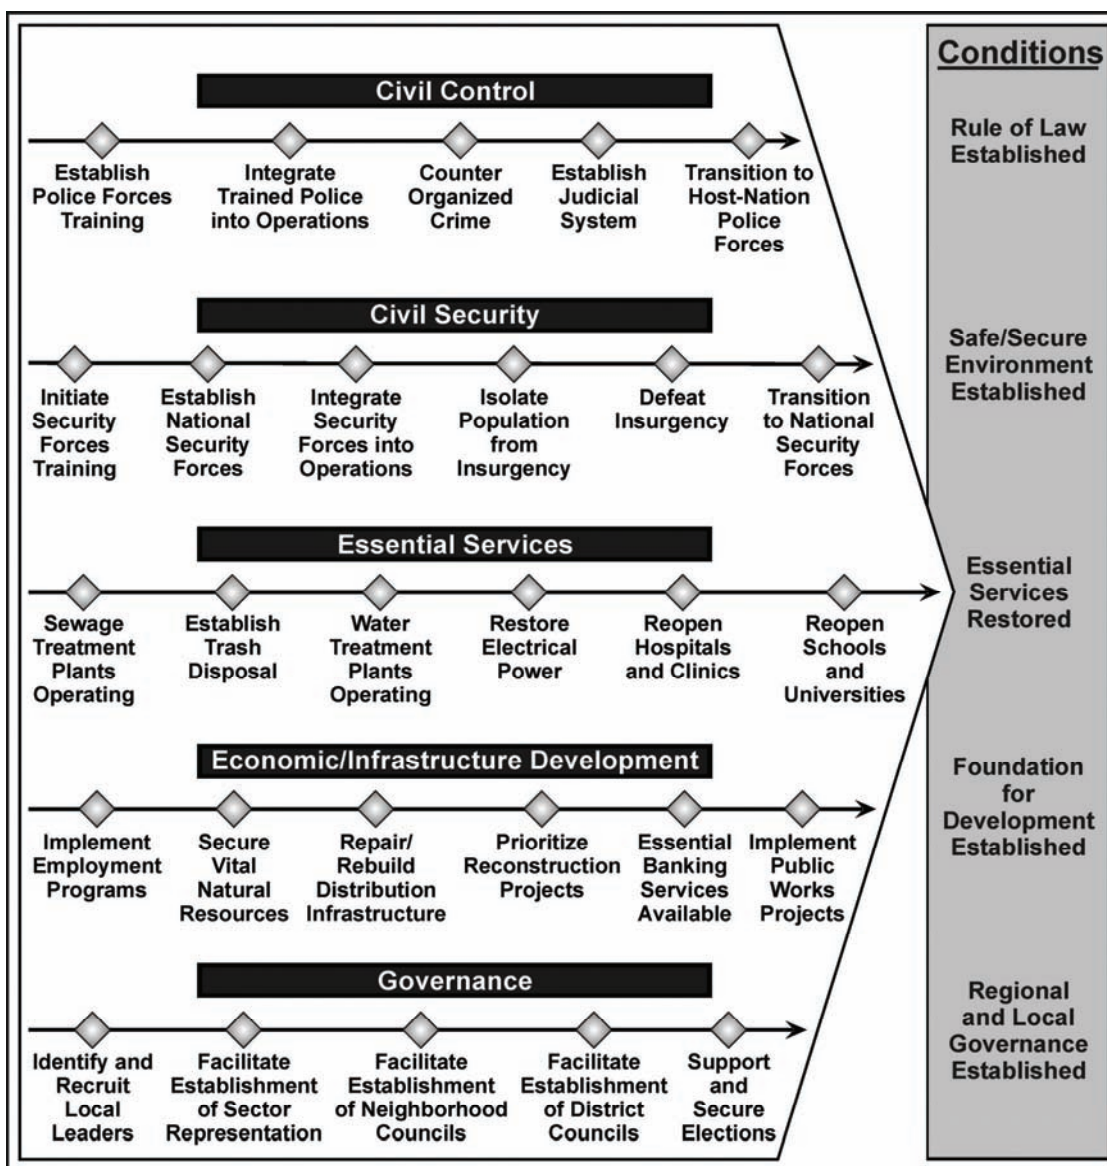 Conditions
Civil Control
Establish
Police Forces
Training
Integrate
Trained Police
into Operations
Counter
Organized
Crime
Establish
Judicial
System
Transition to
Host-Nation
Police
Forces
Rule of Law
Established
Civil Security
Initiate
Security
Forces
Training
Establish
National
Security
Forces
Integrate
Security
Forces into
Operations
Isolate
Population
from
Insurgency
Defeat
Insurgency
Transition
to National
Security
Forces
Safe/Secure
Environment
Established
Essential Services
Sewage
Treatment
Plants
Operating
Establish
Trash
Disposal
Water
Treatment
Plants
Operating
Restore
Electrical
Power
Reopen
Hospitals
and Clinics
Reopen
Schools
and
Universities
Essential
Services
Restored
Economic/Infrastructure Development
Implement
Employment
Programs
Secure
Vital
Natural
Resources
Repair/
Rebuild
Distribution
Infrastructure
Prioritize
Reconstruction
Projects
Essential
Banking
Services
Available
Implement
Public
Works
Projects
Foundation
for
Development
Established
Governance
Identify and
Recruit
Local
Leaders
Facilitate
Establishment
of Sector
Representation
Facilitate
Establishment
of Neighborhood
Councils
Facilitate
Establishment
of District
Councils
Support
and
Secure
Elections
Regional
and Local
Governance
Established